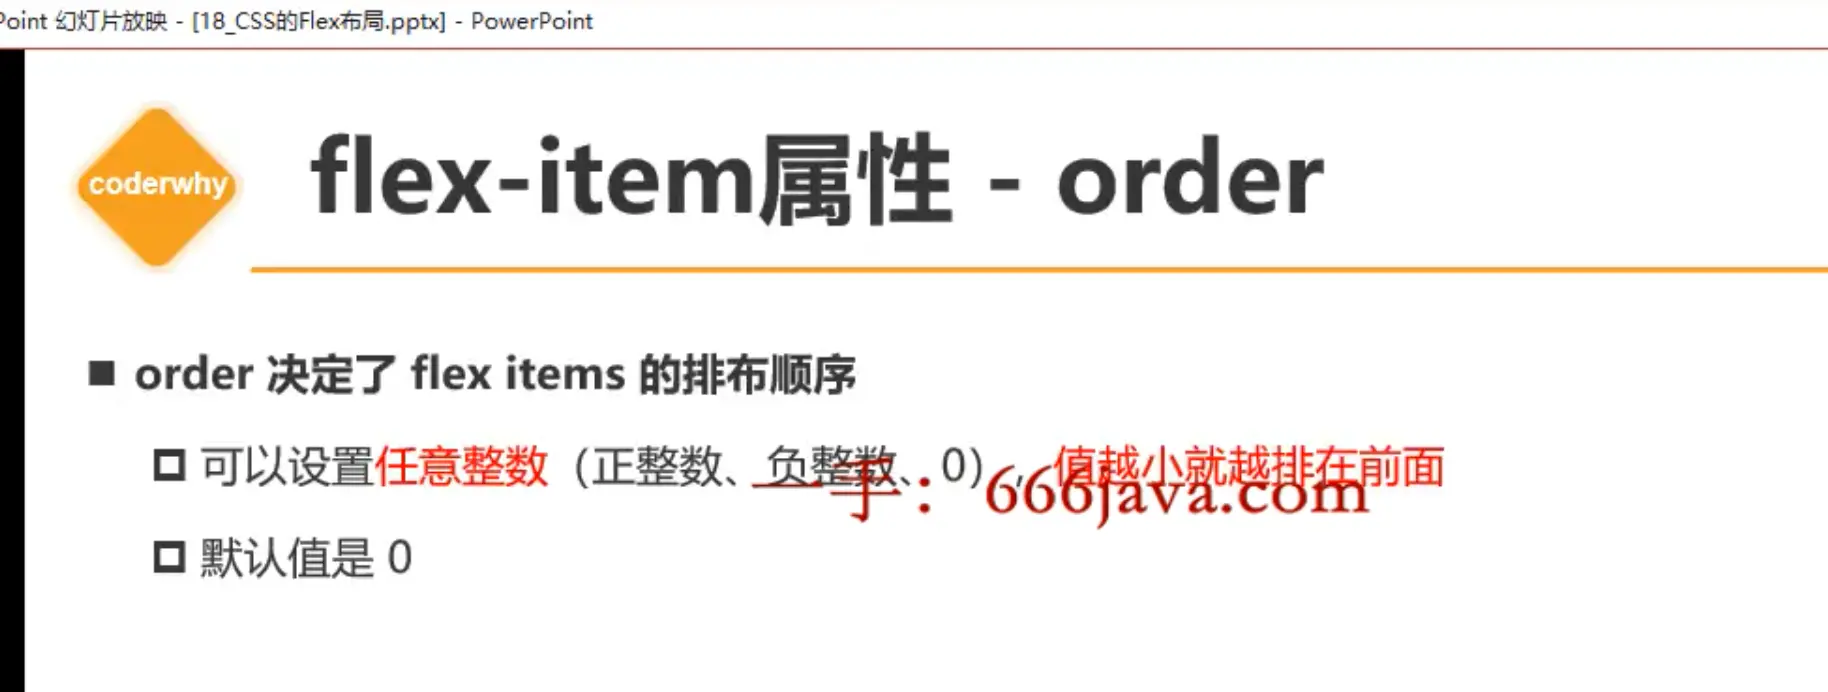 Point 幻灯片放映 - [18_CSS的Flex布局.pptx] - PowerPoint
coderwhy
flex-item属性 - order
order 决定了 flex items 的排布顺序
可以设置任意整数（正整数、负整数、0），值越小就越排在前面
一手：666java.com
默认值是 0